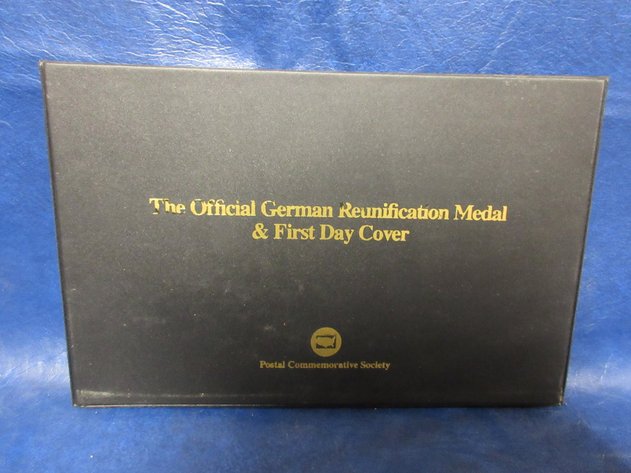 The Official German Reunification Medal
& First Day Cover
Postal Commemorative Society